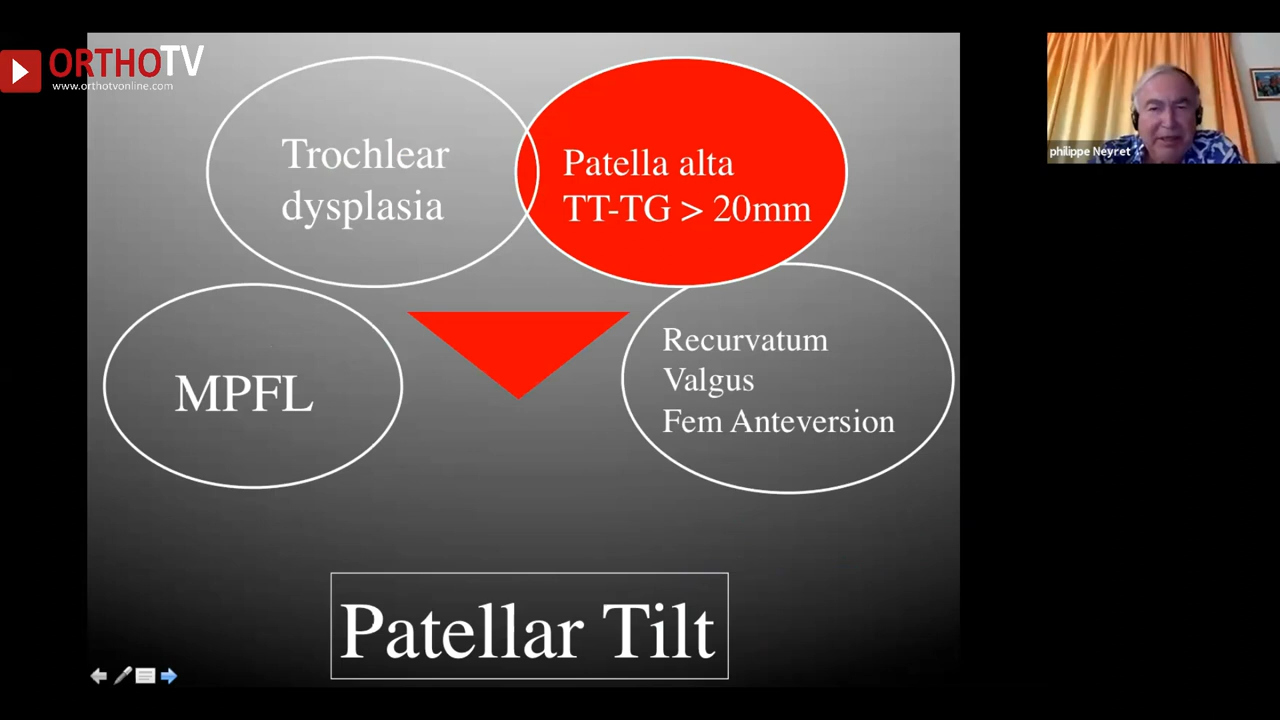 ORTHOTV
www.orthotvonline.com
Trochlear
dysplasia
Patella alta
TT-TG > 20mm
MPFL
Recurvatum
Valgus
Fem Anteversion
Patellar Tilt
philippe Neyret